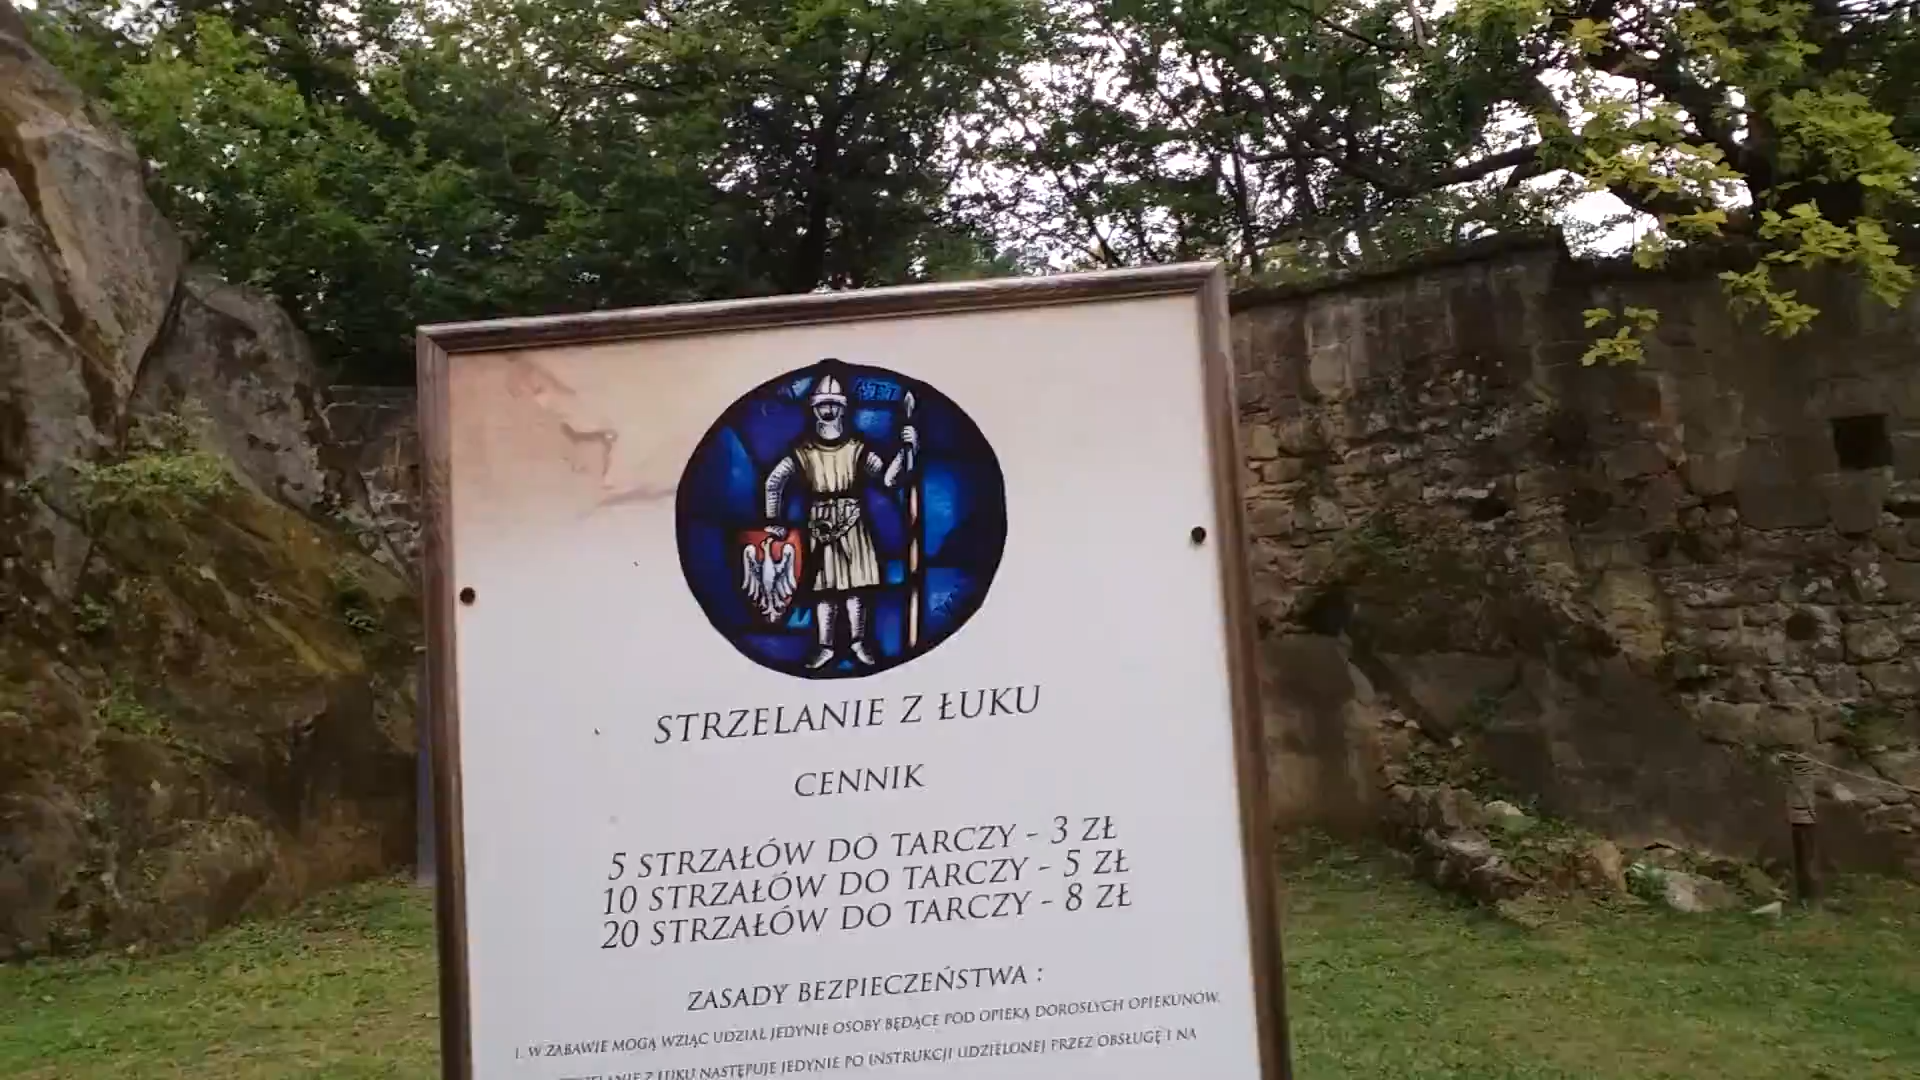 STRZELANIE Z ŁUKU
CENNIK
5 STRZAŁÓW DO TARCZY - 3 ZŁ
10 STRZAŁÓW DO TARCZY - 5 ZŁ
20 STRZAŁÓW DO TARCZY - 8 ZŁ
ZASADY BEZPIECZEŃSTWA :
1. W ZABAWIE MOGĄ WZIĄĆ UDZIAŁ JEDYNIE OSOBY BĘDĄCE POD OPIEKĄ DOROSŁYCH OPIEKUNÓW.
Z ŁUKU NASTĘPUJE JEDYNIE PO INSTRUKCJI UDZIELONEJ PRZEZ OBSŁUGĘ I NA